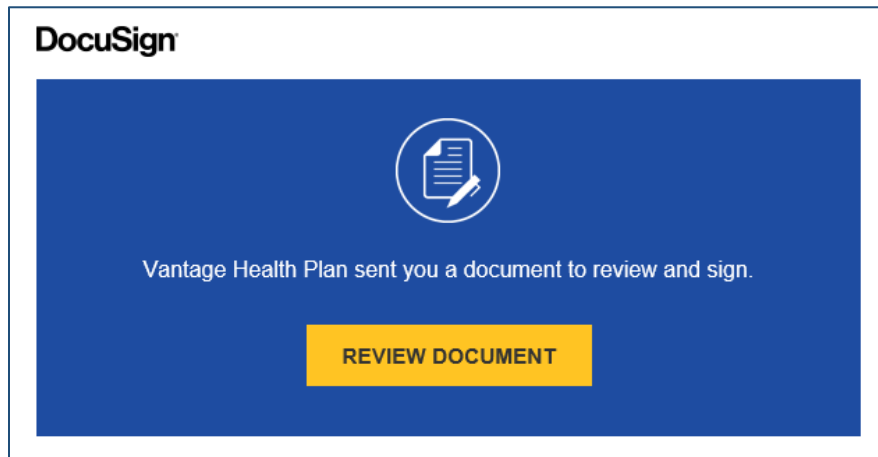 DocuSign
Vantage Health Plan sent you a document to review and sign.
REVIEW DOCUMENT